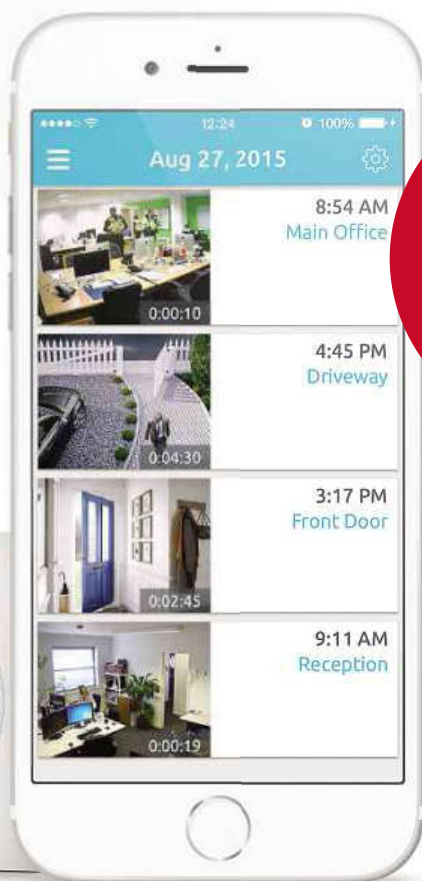 12:24
100%
Aug 27, 2015
8:54 AM
Main Office
0:00:10
4:45 PM
Driveway
0:04:30
3:17 PM
Front Door
0:02:45
9:11 AM
Reception
0:00:19